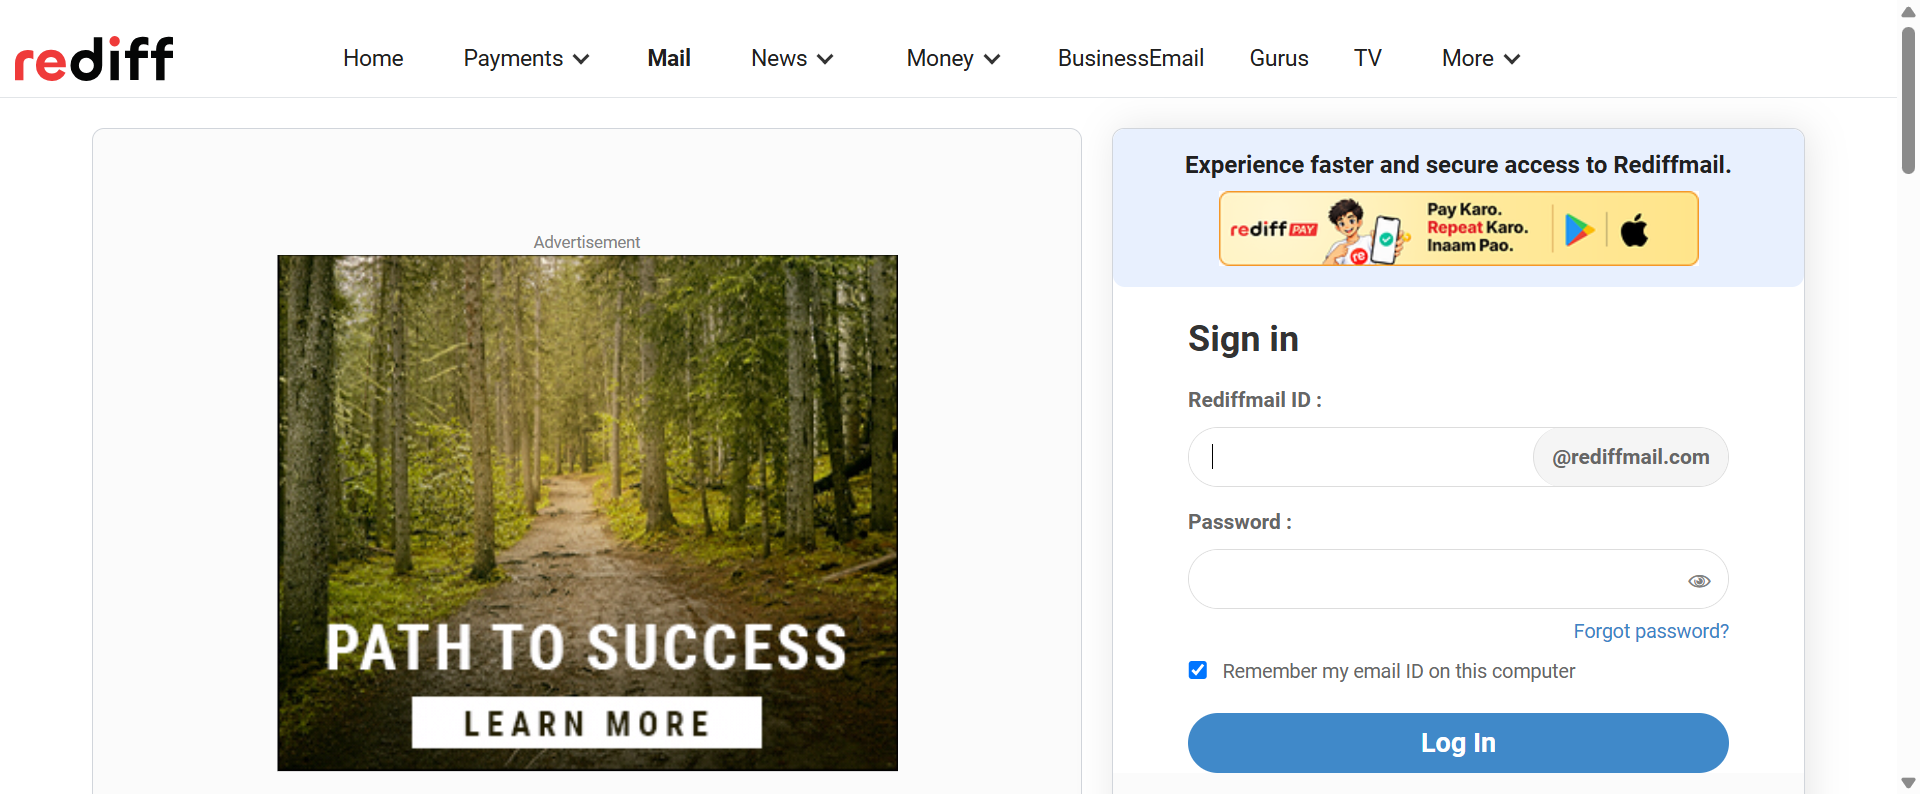 rediff
Home
Payments
Mail
News
Money
BusinessEmail
Gurus
TV
More
Advertisement
PATH TO SUCCESS
LEARN MORE
Experience faster and secure access to Rediffmail.
rediff PAY
re
Pay Karo.
Repeat Karo.
Inaam Pao.
Sign in
Rediffmail ID :
@rediffmail.com
Password :
Forgot password?
Remember my email ID on this computer
Log In